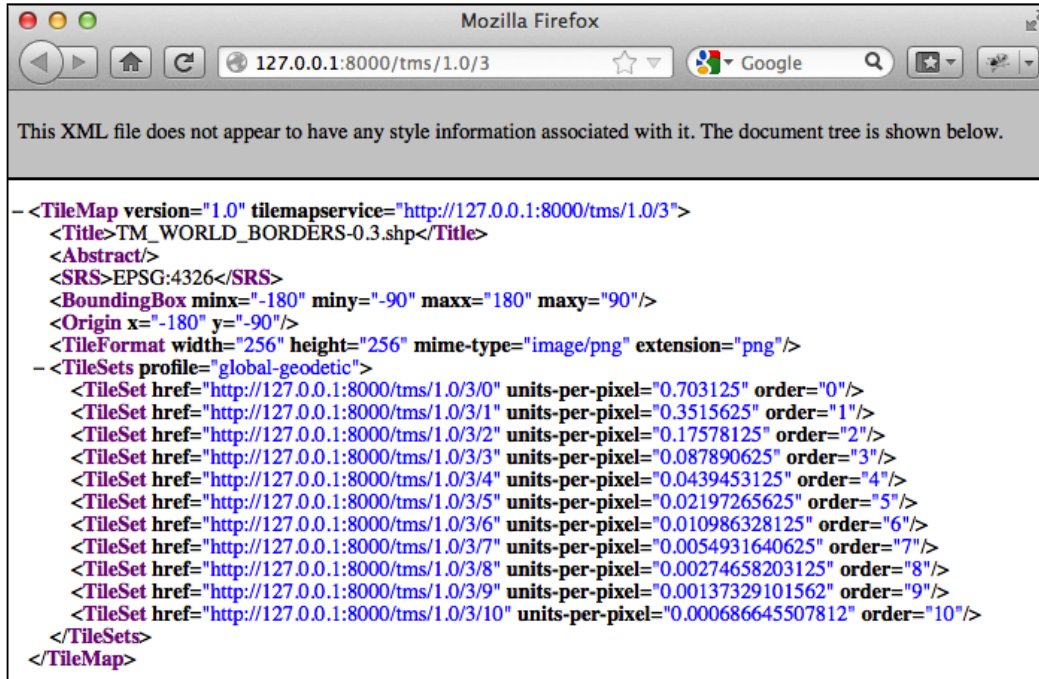 Mozilla Firefox
127.0.0.1:8000/tms/1.0/3 Google
This XML file does not appear to have any style information associated with it. The document tree is shown below.
– <TileMap version="1.0" tilemapservice="http://127.0.0.1:8000/tms/1.0/3">
<Title>TM_WORLD_BORDERS-0.3.shp</Title>
<Abstract/>
<SRS>EPSG:4326</SRS>
<BoundingBox minx="-180" miny="-90" maxx="180" maxy="90"/>
<Origin x="-180" y="-90"/>
<TileFormat width="256" height="256" mime-type="image/png" extension="png"/>
– <TileSets profile="global-geodetic">
<TileSet href="http://127.0.0.1:8000/tms/1.0/3/0" units-per-pixel="0.703125" order="0"/>
<TileSet href="http://127.0.0.1:8000/tms/1.0/3/1" units-per-pixel="0.3515625" order="1"/>
<TileSet href="http://127.0.0.1:8000/tms/1.0/3/2" units-per-pixel="0.17578125" order="2"/>
<TileSet href="http://127.0.0.1:8000/tms/1.0/3/3" units-per-pixel="0.087890625" order="3"/>
<TileSet href="http://127.0.0.1:8000/tms/1.0/3/4" units-per-pixel="0.0439453125" order="4"/>
<TileSet href="http://127.0.0.1:8000/tms/1.0/3/5" units-per-pixel="0.02197265625" order="5"/>
<TileSet href="http://127.0.0.1:8000/tms/1.0/3/6" units-per-pixel="0.010986328125" order="6"/>
<TileSet href="http://127.0.0.1:8000/tms/1.0/3/7" units-per-pixel="0.0054931640625" order="7"/>
<TileSet href="http://127.0.0.1:8000/tms/1.0/3/8" units-per-pixel="0.00274658203125" order="8"/>
<TileSet href="http://127.0.0.1:8000/tms/1.0/3/9" units-per-pixel="0.00137329101562" order="9"/>
<TileSet href="http://127.0.0.1:8000/tms/1.0/3/10" units-per-pixel="0.000686645507812" order="10"/>
</TileSets>
</TileMap>